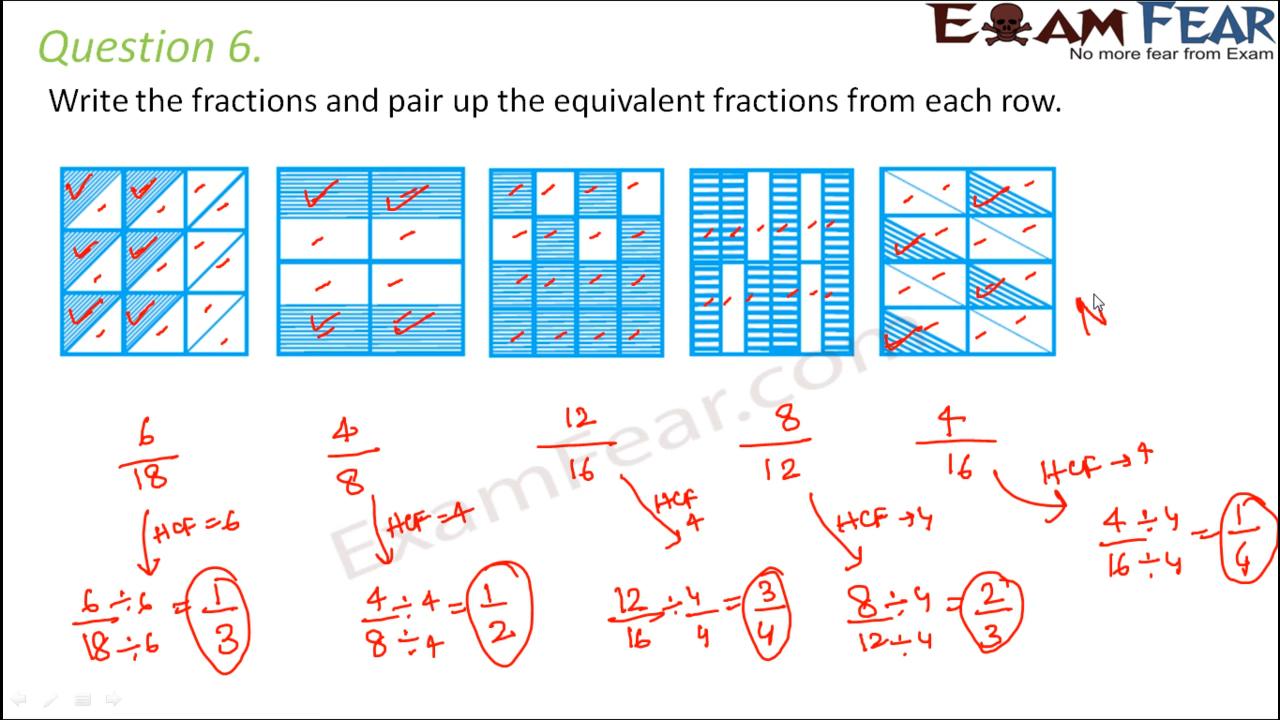 EXAM FEAR
No more fear from Exam
Question 6.
Write the fractions and pair up the equivalent fractions from each row.
N
6/18 4/8 12/16 8/12 4/16
HCF = 6 HCF = 4 HCF 4 HCF → 4 HCF → 4
6÷6/18÷6 = 1/3 4÷4/8÷4 = 1/2 12/16 ÷ 4/4 = 3/4 8÷4/12÷4 = 2/3 4÷4/16÷4 = 1/4
ExamFear.com